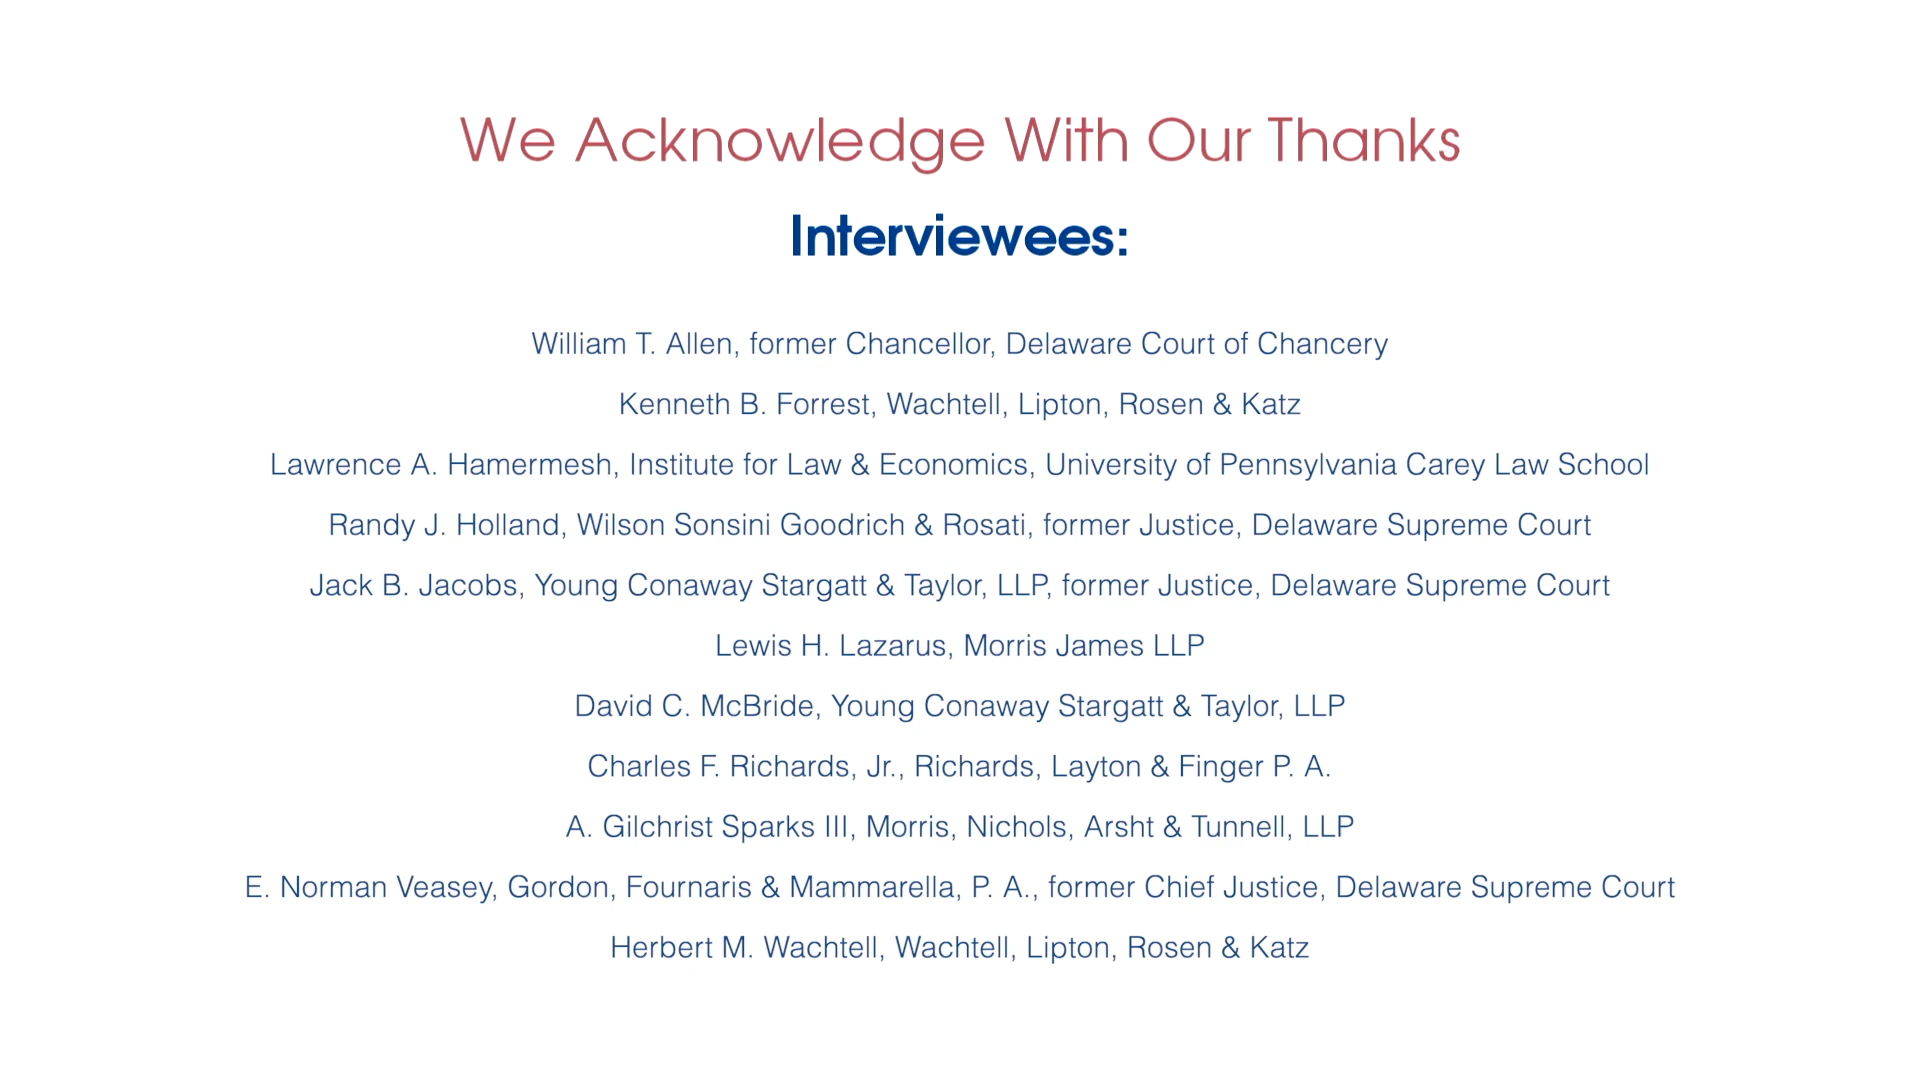 We Acknowledge With Our Thanks
Interviewees:
William T. Allen, former Chancellor, Delaware Court of Chancery
Kenneth B. Forrest, Wachtell, Lipton, Rosen & Katz
Lawrence A. Hamermesh, Institute for Law & Economics, University of Pennsylvania Carey Law School
Randy J. Holland, Wilson Sonsini Goodrich & Rosati, former Justice, Delaware Supreme Court
Jack B. Jacobs, Young Conaway Stargatt & Taylor, LLP, former Justice, Delaware Supreme Court
Lewis H. Lazarus, Morris James LLP
David C. McBride, Young Conaway Stargatt & Taylor, LLP
Charles F. Richards, Jr., Richards, Layton & Finger P. A.
A. Gilchrist Sparks III, Morris, Nichols, Arsht & Tunnell, LLP
E. Norman Veasey, Gordon, Fournaris & Mammarella, P. A., former Chief Justice, Delaware Supreme Court
Herbert M. Wachtell, Wachtell, Lipton, Rosen & Katz